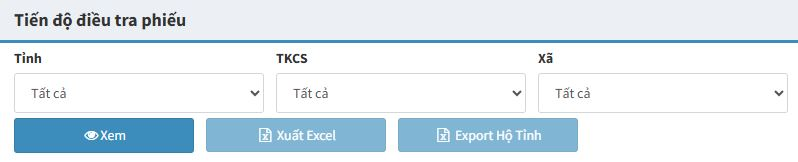 Tiến độ điều tra phiếu
Tỉnh TKCS Xã
Tất cả Tất cả Tất cả
Xem Xuất Excel Export Hộ Tỉnh